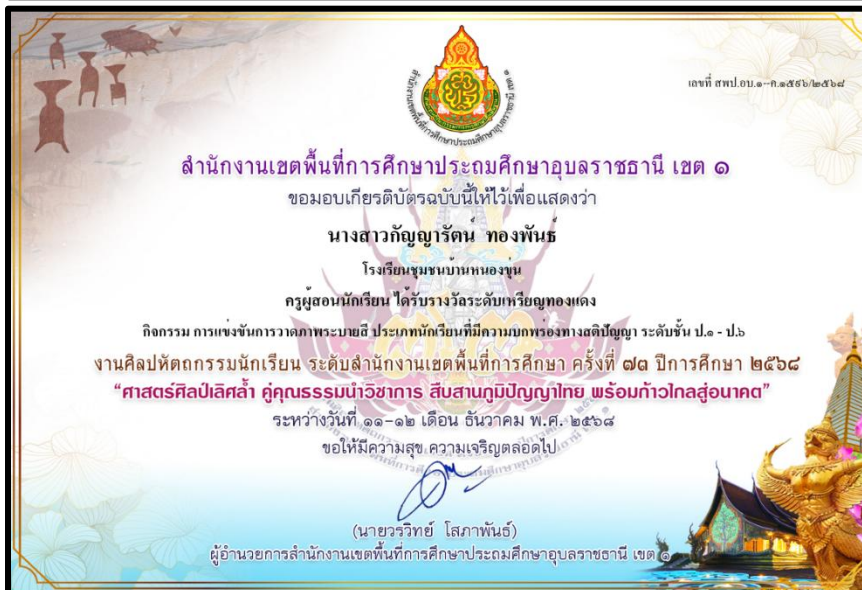 เลขที่ สพป.อบ.๑-ค.๑๕๙๖/๒๕๖๘
สำนักงานเขตพื้นที่การศึกษาประถมศึกษาอุบลราชธานี เขต ๑
ขอมอบเกียรติบัตรฉบับนี้ให้ไว้เพื่อแสดงว่า
นางสาวกัญญารัตน์ ทองพันธ์
โรงเรียนชุมชนบ้านหนองขุ่น
ครูผู้สอนนักเรียน ได้รับรางวัลระดับเหรียญทองแดง
กิจกรรม การแข่งขันการวาดภาพระบายสี ประเภทนักเรียนที่มีความบกพร่องทางสติปัญญา ระดับชั้น ป.๑ - ป.๖
งานศิลปหัตถกรรมนักเรียน ระดับสำนักงานเขตพื้นที่การศึกษา ครั้งที่ ๗๓ ปีการศึกษา ๒๕๖๘
“ศาสตร์ศิลป์เลิศล้ำ คู่คุณธรรมนำวิชาการ สืบสานภูมิปัญญาไทย พร้อมก้าวไกลสู่อนาคต”
ระหว่างวันที่ ๑๑-๑๒ เดือน ธันวาคม พ.ศ. ๒๕๖๘
ขอให้มีความสุข ความเจริญตลอดไป
(นายวรวิทย์ โสภาพันธ์)
ผู้อำนวยการสำนักงานเขตพื้นที่การศึกษาประถมศึกษาอุบลราชธานี เขต ๑